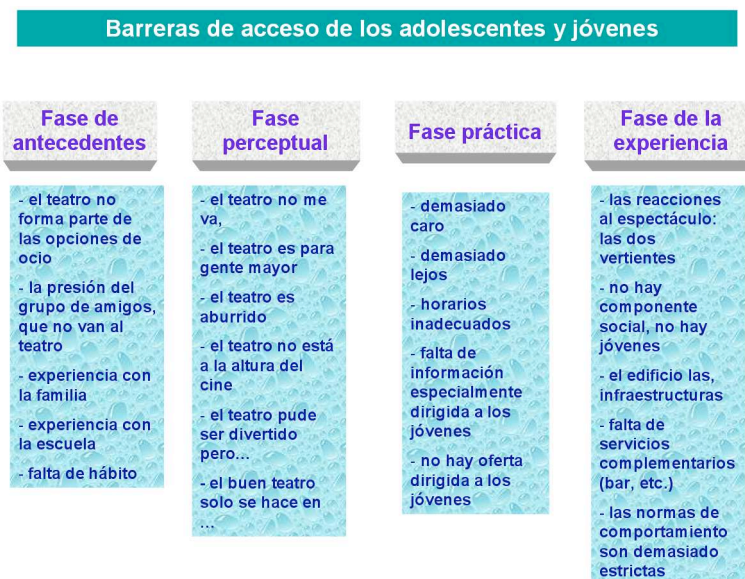 Barreras de acceso de los adolescentes y jóvenes
Fase de
antecedentes
- el teatro no
forma parte de
las opciones de
ocio
- la presión del
grupo de amigos,
que no van al
teatro
- experiencia con
la familia
- experiencia con
la escuela
- falta de hábito
Fase
perceptual
- el teatro no me
va,
- el teatro es para
gente mayor
- el teatro es
aburrido
- el teatro no está
a la altura del
cine
- el teatro pude
ser divertido
pero...
- el buen teatro
solo se hace en
...
Fase práctica
- demasiado
caro
- demasiado
lejos
- horarios
inadecuados
- falta de
información
especialmente
dirigida a los
jóvenes
- no hay oferta
dirigida a los
jóvenes
Fase de la
experiencia
- las reacciones
al espectáculo:
las dos
vertientes
- no hay
componente
social, no hay
jóvenes
- el edificio las,
infraestructuras
- falta de
servicios
complementarios
(bar, etc.)
- las normas de
comportamiento
son demasiado
estrictas